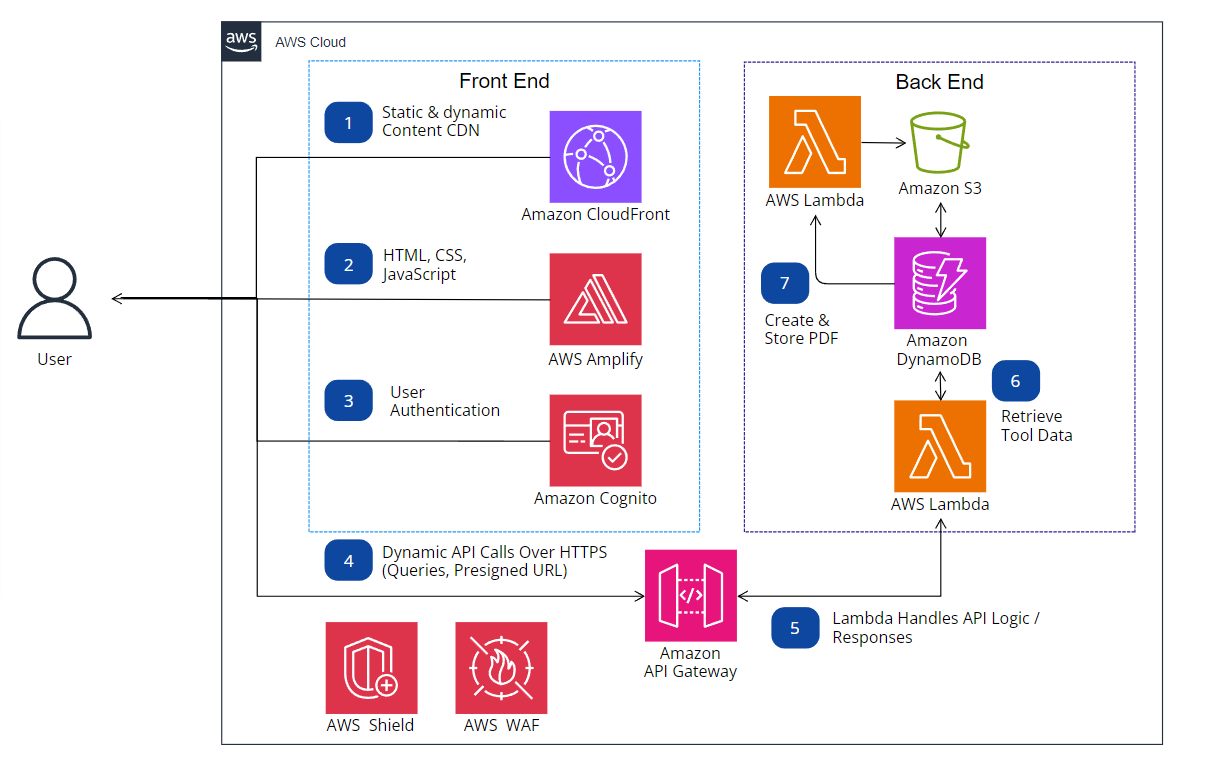 aws
AWS Cloud
Front End
1
Static & dynamic
Content CDN
Amazon CloudFront
2
HTML, CSS,
JavaScript
AWS Amplify
3
User
Authentication
Amazon Cognito
User
Back End
AWS Lambda
Amazon S3
7
Create &
Store PDF
Amazon
DynamoDB
6
Retrieve
Tool Data
AWS Lambda
4
Dynamic API Calls Over HTTPS
(Queries, Presigned URL)
</>
Amazon
API Gateway
5
Lambda Handles API Logic /
Responses
AWS Shield
AWS WAF